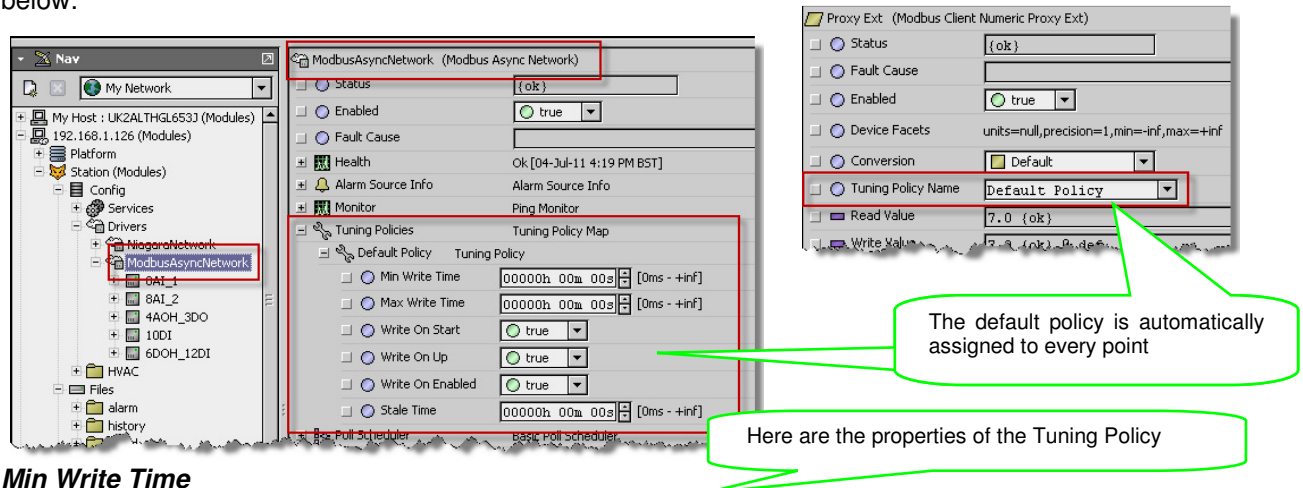 below.
Nav
My Network
My Host : UK2ALTHGL653J (Modules)
192.168.1.126 (Modules)
Platform
Station (Modules)
Config
Services
Drivers
NiagaraNetwork
ModbusAsyncNetwork
8AI_1
8AI_2
4AOH_3DO
10DI
6DOH_12DI
HVAC
Files
alarm
history
ModbusAsyncNetwork (Modbus Async Network)
Status {ok}
Enabled true
Fault Cause
Health Ok [04-Jul-11 4:19 PM BST]
Alarm Source Info Alarm Source Info
Monitor Ping Monitor
Tuning Policies Tuning Policy Map
Default Policy Tuning Policy
Min Write Time 00000h 00m 00s [0ms - +inf]
Max Write Time 00000h 00m 00s [0ms - +inf]
Write On Start true
Write On Up true
Write On Enabled true
Stale Time 00000h 00m 00s [0ms - +inf]
Poll Scheduler Basic Poll Scheduler
Proxy Ext (Modbus Client Numeric Proxy Ext)
Status {ok}
Fault Cause
Enabled true
Device Facets units=null,precision=1,min=-inf,max=+inf
Conversion Default
Tuning Policy Name Default Policy
Read Value 7.0 {ok}
Write Value
The default policy is automatically
assigned to every point
Here are the properties of the Tuning Policy
Min Write Time